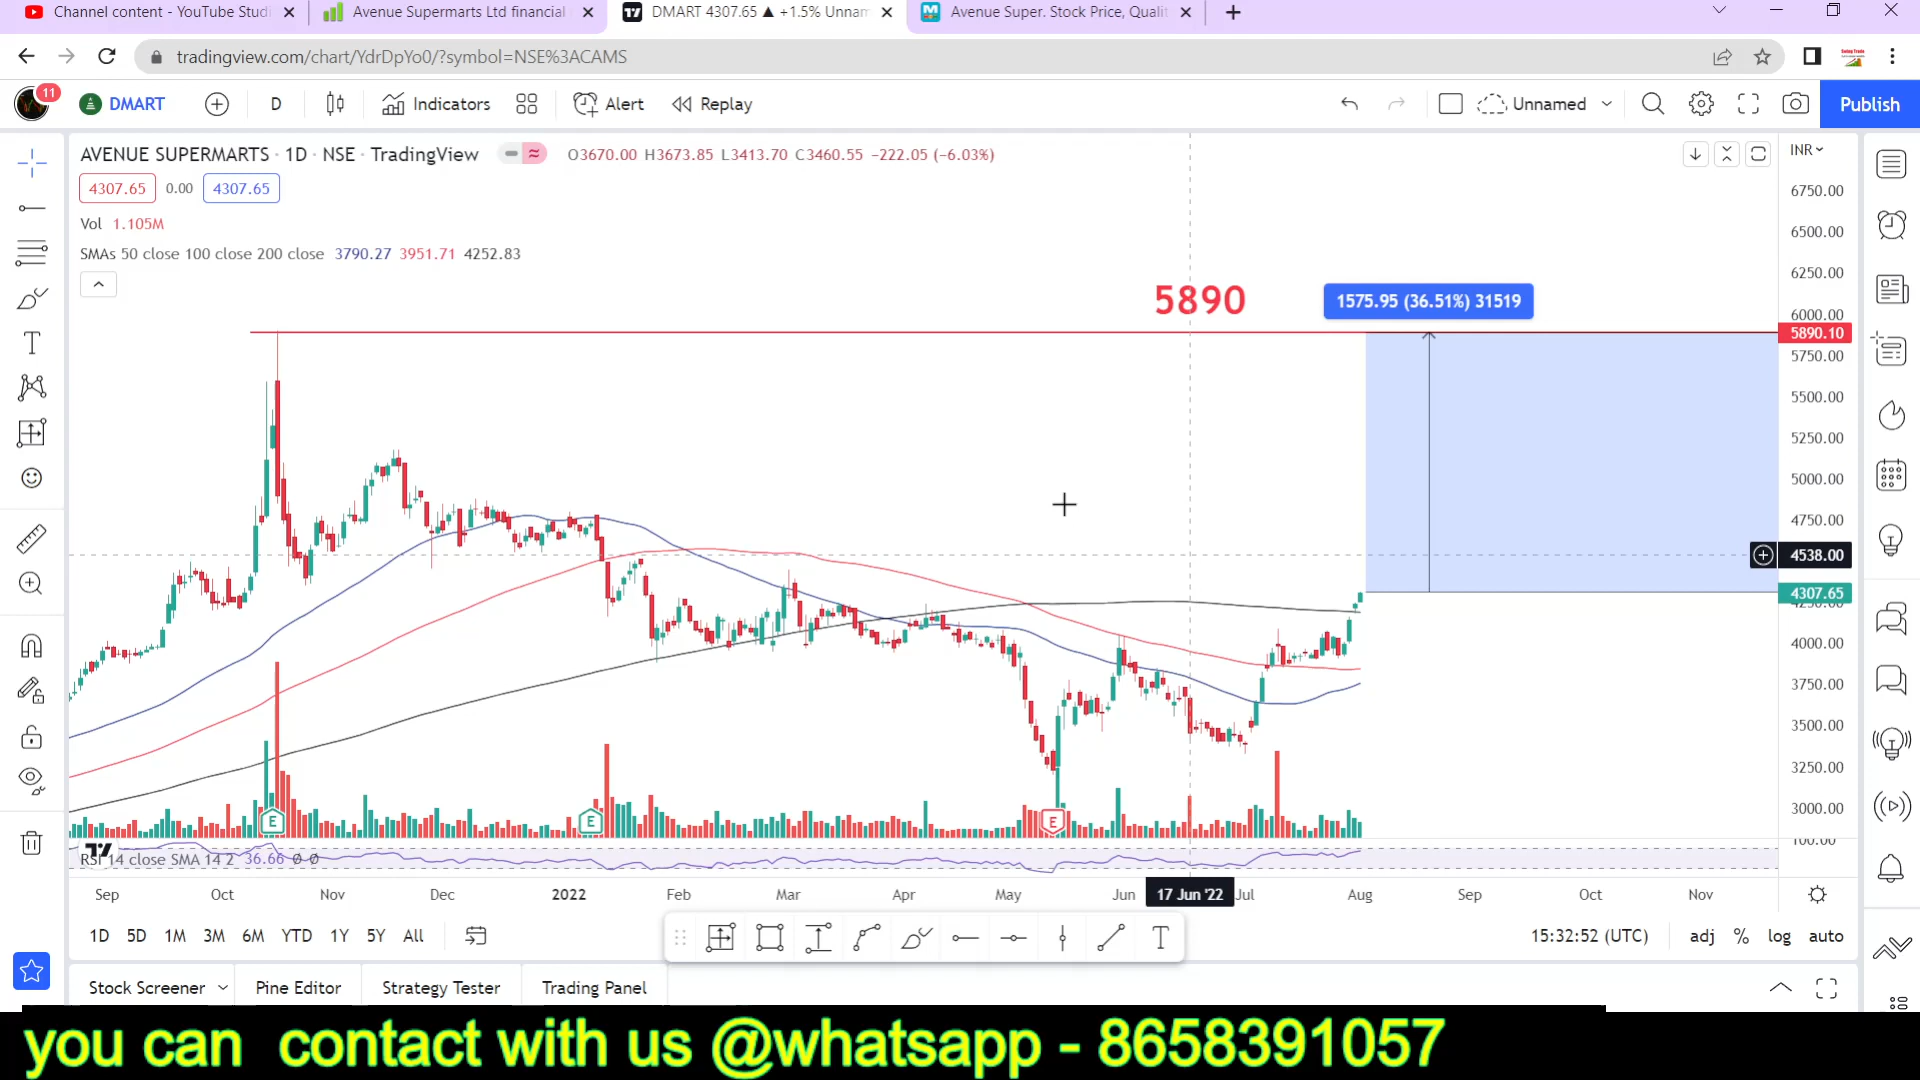 Channel content - YouTube Studi
Avenue Supermarts Ltd financial
DMART 4307.65 ▲ +1.5% Unnam
Avenue Super. Stock Price, Qualit
tradingview.com/chart/YdrDpYo0/?symbol=NSE%3ACAMS
11
DMART
D
Indicators
Alert
Replay
Unnamed
Publish
AVENUE SUPERMARTS · 1D · NSE · TradingView
O3670.00 H3673.85 L3413.70 C3460.55 −222.05 (−6.03%)
INR
4307.65 0.00 4307.65
Vol 1.105M
SMAs 50 close 100 close 200 close 3790.27 3951.71 4252.83
5890
1575.95 (36.51%) 31519
6750.00
6500.00
6250.00
6000.00
5890.10
5750.00
5500.00
5250.00
5000.00
4750.00
4538.00
4307.65
4250.00
4000.00
3750.00
3500.00
3250.00
3000.00
E
E
E
100.00
RSI 14 close SMA 14 2 36.66 Ø Ø
Sep Oct Nov Dec 2022 Feb Mar Apr May Jun 17 Jun '22 Jul Aug Sep Oct Nov
1D 5D 1M 3M 6M YTD 1Y 5Y All
T
15:32:52 (UTC)
adj % log auto
Stock Screener Pine Editor Strategy Tester Trading Panel
you can contact with us @whatsapp - 8658391057